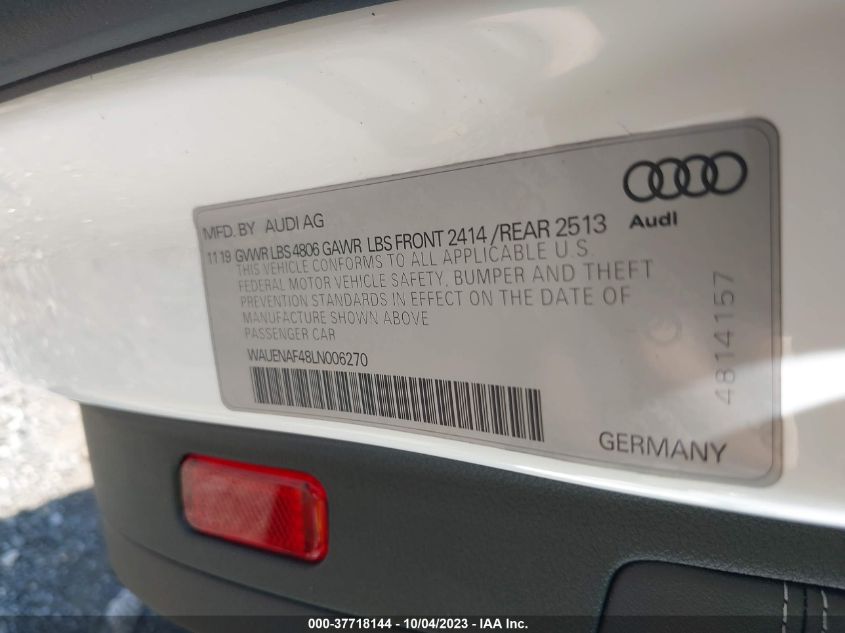 MFD. BY AUDI AG
Audi
11 19 GVWR LBS 4806 GAWR LBS FRONT 2414 /REAR 2513
THIS VEHICLE CONFORMS TO ALL APPLICABLE U.S.
FEDERAL MOTOR VEHICLE SAFETY, BUMPER AND THEFT
PREVENTION STANDARDS IN EFFECT ON THE DATE OF
MANUFACTURE SHOWN ABOVE
PASSENGER CAR
WAUENAF48LN006270
4814157
GERMANY
000-37718144 - 10/04/2023 - IAA Inc.